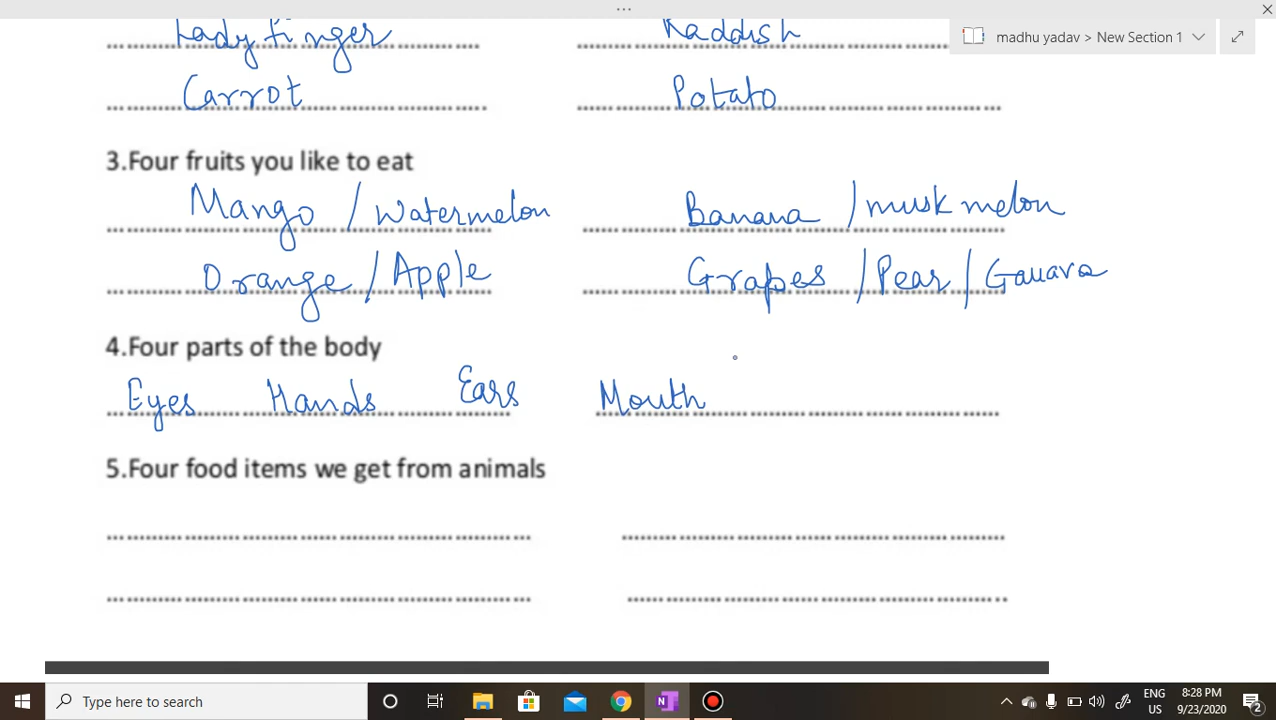 madhu yadav > New Section 1
Lady finger Raddish
Carrot Potato
3.Four fruits you like to eat
Mango / Watermelon Banana / musk melon
Orange / Apple Grapes / Pear / Gauava
4.Four parts of the body
Eyes Hands Ears Mouth
5.Four food items we get from animals
Type here to search
ENG 8:28 PM
US 9/23/2020 2